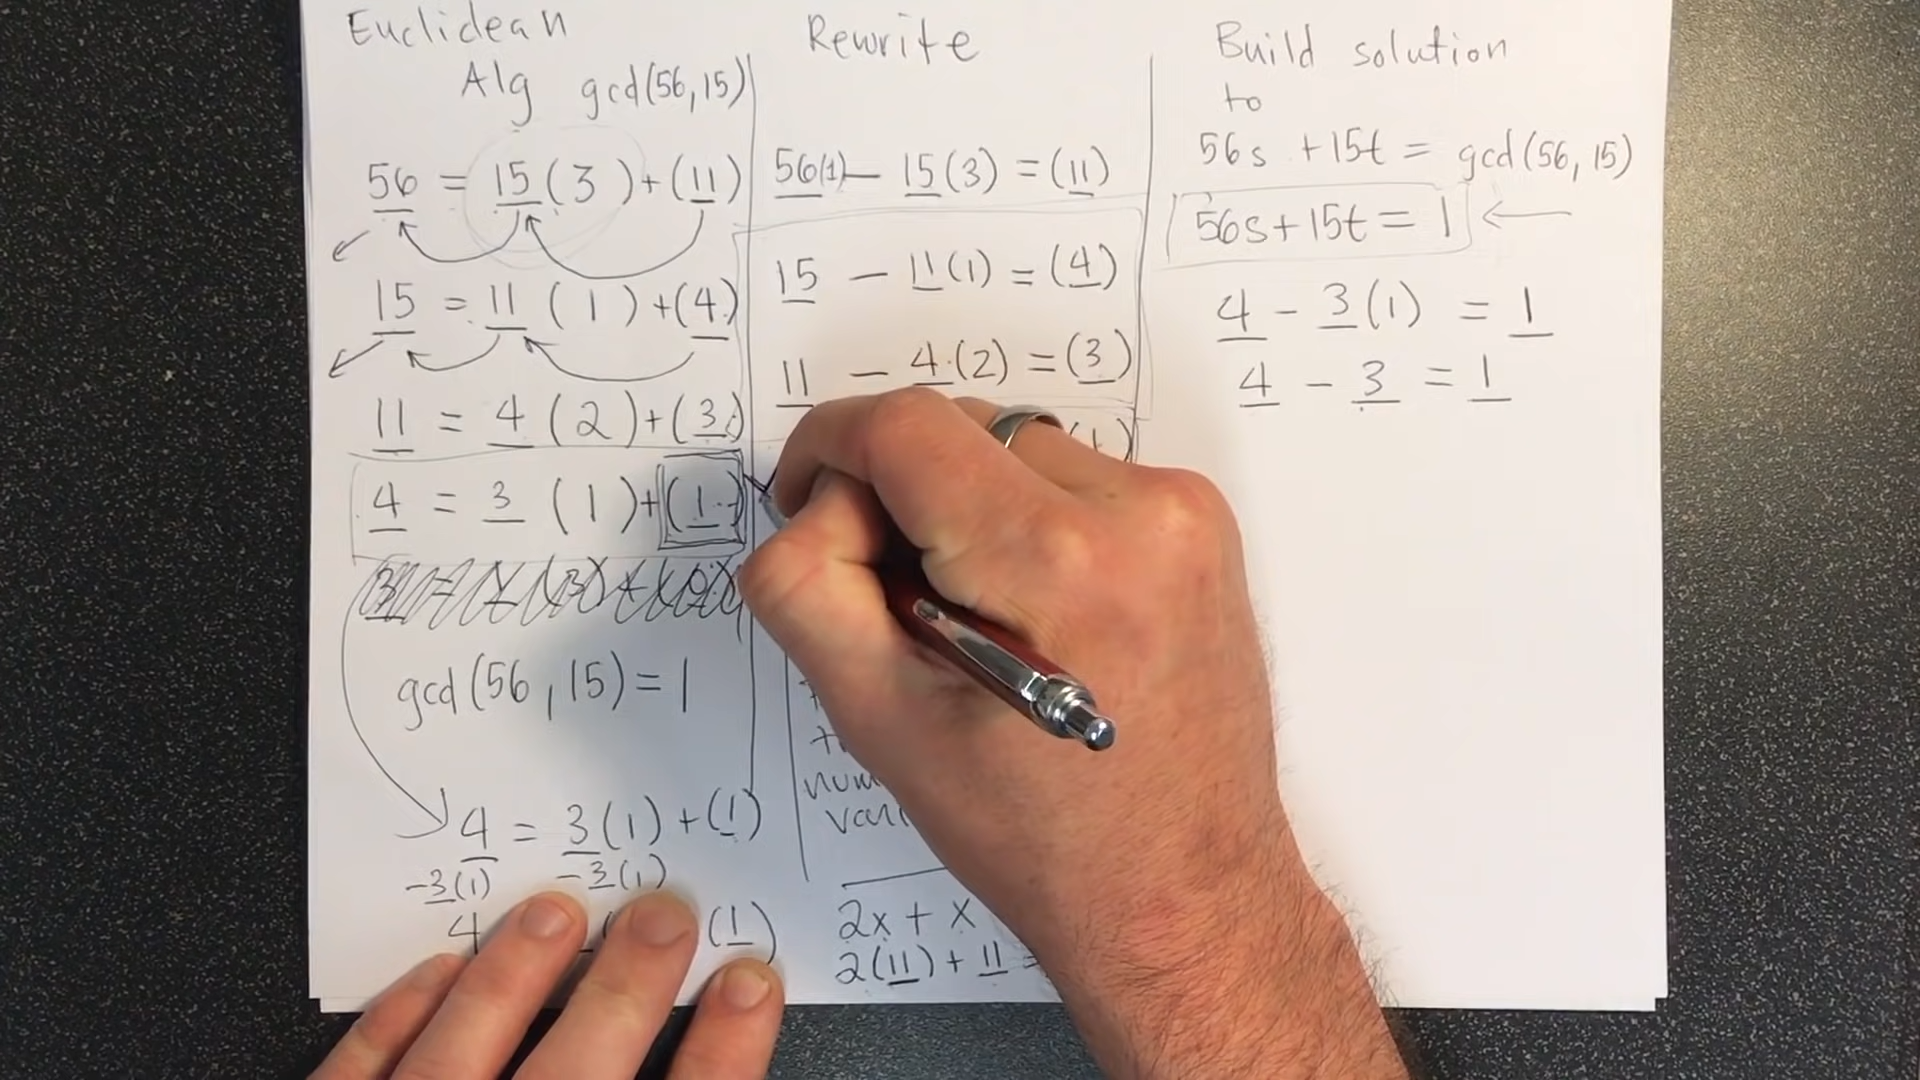 Euclidean
Alg gcd(56,15)
56 = 15(3)+(11)
15 = 11(1)+(4)
11 = 4(2)+(3)
4 = 3(1)+(1)
gcd(56,15)=1
4 = 3(1)+(1)
-3(1) -3(1)
4 (1)
Rewrite
56(1)- 15(3) = (11)
15 - 11(1) = (4)
11 - 4(2) = (3)
2x + x
2(11) + 11 =
Build solution
to
56s + 15t = gcd(56, 15)
56s + 15t = 1
4 - 3(1) = 1
4 - 3 = 1